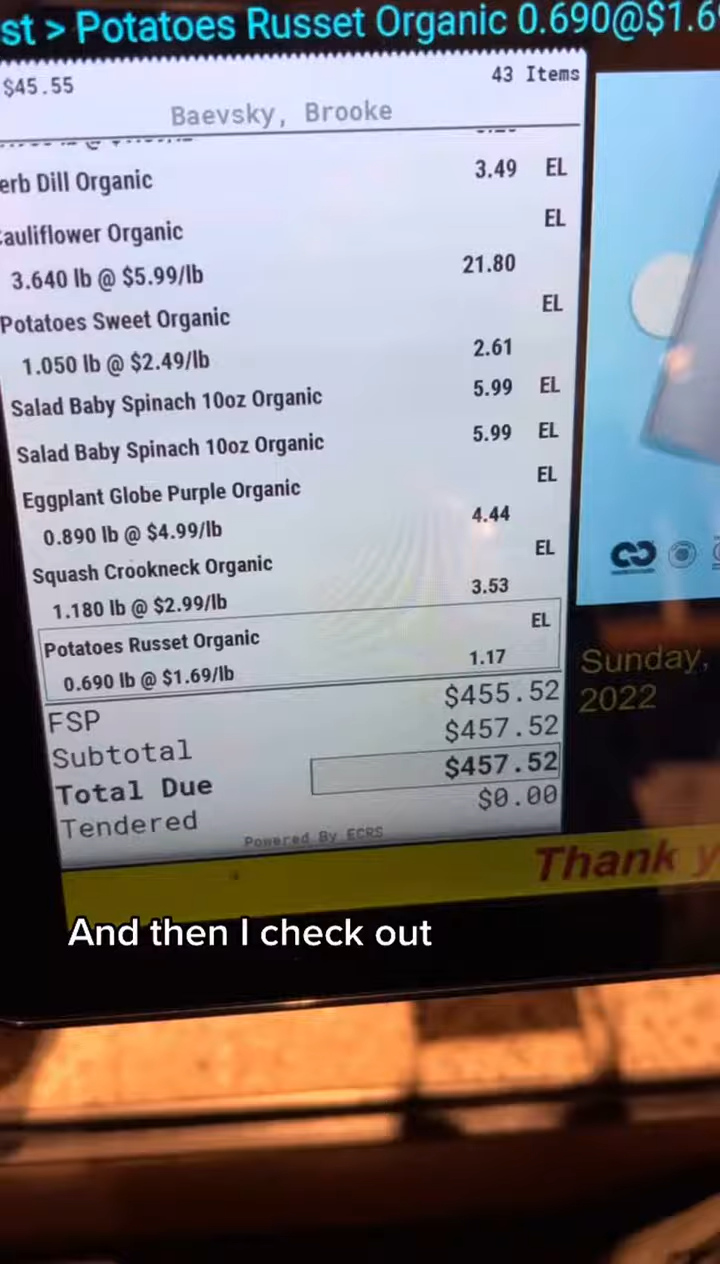 st > Potatoes Russet Organic 0.690@$1.6
$45.55 43 Items
Baevsky, Brooke
erb Dill Organic 3.49 EL
auliflower Organic EL
3.640 lb @ $5.99/lb 21.80
Potatoes Sweet Organic EL
1.050 lb @ $2.49/lb 2.61
Salad Baby Spinach 10oz Organic 5.99 EL
Salad Baby Spinach 10oz Organic 5.99 EL
Eggplant Globe Purple Organic EL
0.890 lb @ $4.99/lb 4.44
Squash Crookneck Organic EL
1.180 lb @ $2.99/lb 3.53
Potatoes Russet Organic EL
0.690 lb @ $1.69/lb 1.17
FSP $455.52
Subtotal $457.52
Total Due $457.52
Tendered $0.00
Powered By ECRS
Sunday,
2022
Thank y
And then I check out